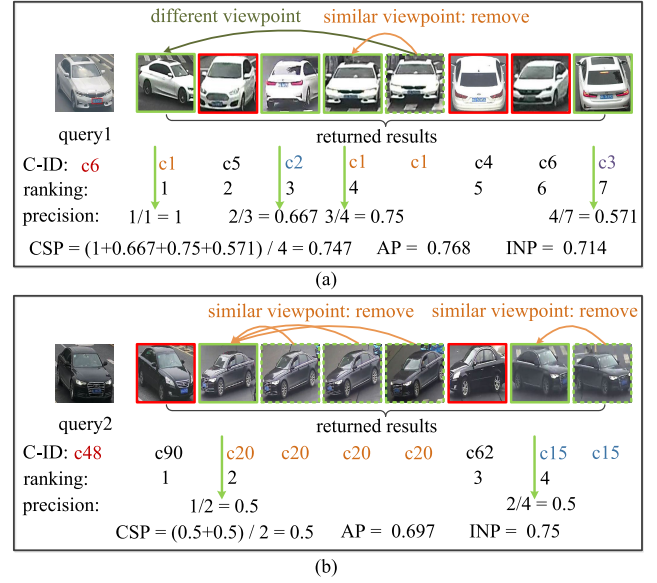 different viewpoint similar viewpoint: remove
query1
returned results
C-ID: c6 c1 c5 c2 c1 c1 c4 c6 c3
ranking: 1 2 3 4 5 6 7
precision: 1/1 = 1 2/3 = 0.667 3/4 = 0.75 4/7 = 0.571
CSP = (1+0.667+0.75+0.571) / 4 = 0.747 AP = 0.768 INP = 0.714
(a)
similar viewpoint: remove similar viewpoint: remove
query2
returned results
C-ID: c48 c90 c20 c20 c20 c20 c62 c15 c15
ranking: 1 2 3 4
precision: 1/2 = 0.5 2/4 = 0.5
CSP = (0.5+0.5) / 2 = 0.5 AP = 0.697 INP = 0.75
(b)